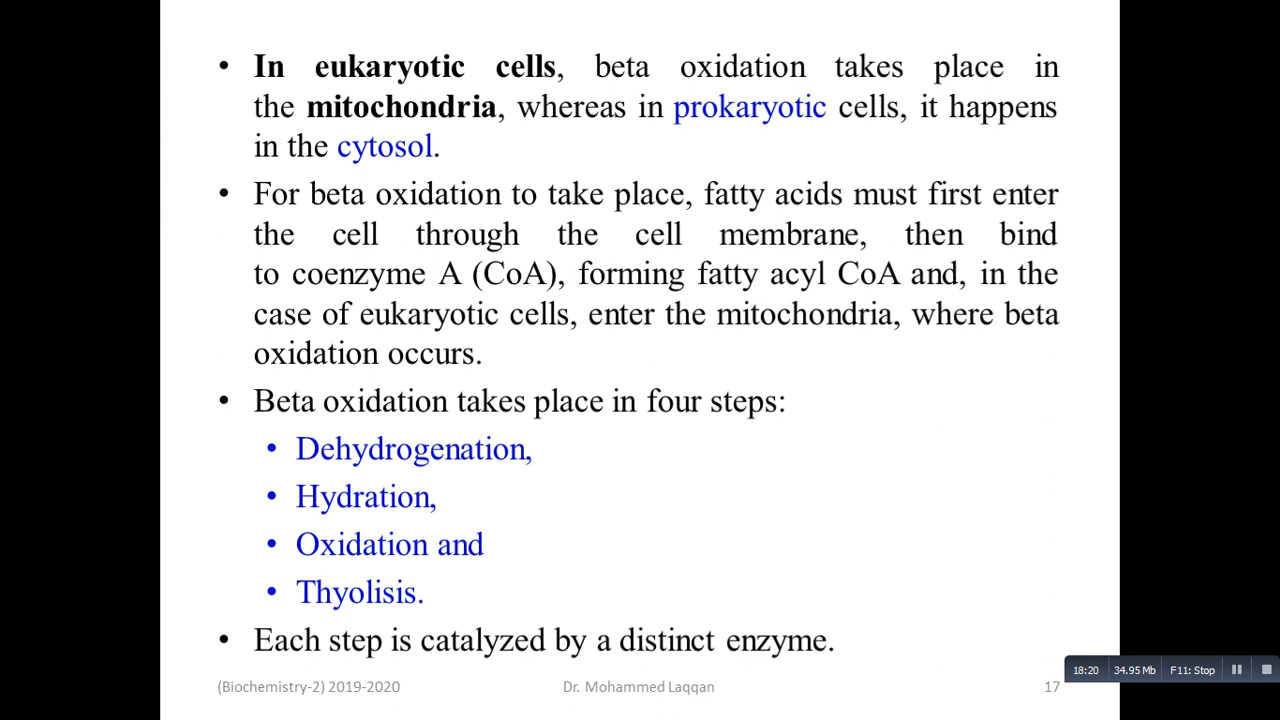 • In eukaryotic cells, beta oxidation takes place in
the mitochondria, whereas in prokaryotic cells, it happens
in the cytosol.
• For beta oxidation to take place, fatty acids must first enter
the cell through the cell membrane, then bind
to coenzyme A (CoA), forming fatty acyl CoA and, in the
case of eukaryotic cells, enter the mitochondria, where beta
oxidation occurs.
• Beta oxidation takes place in four steps:
• Dehydrogenation,
• Hydration,
• Oxidation and
• Thyolisis.
• Each step is catalyzed by a distinct enzyme.
18:20 34.95 Mb F11: Stop
(Biochemistry-2) 2019-2020 Dr. Mohammed Laqqan 17